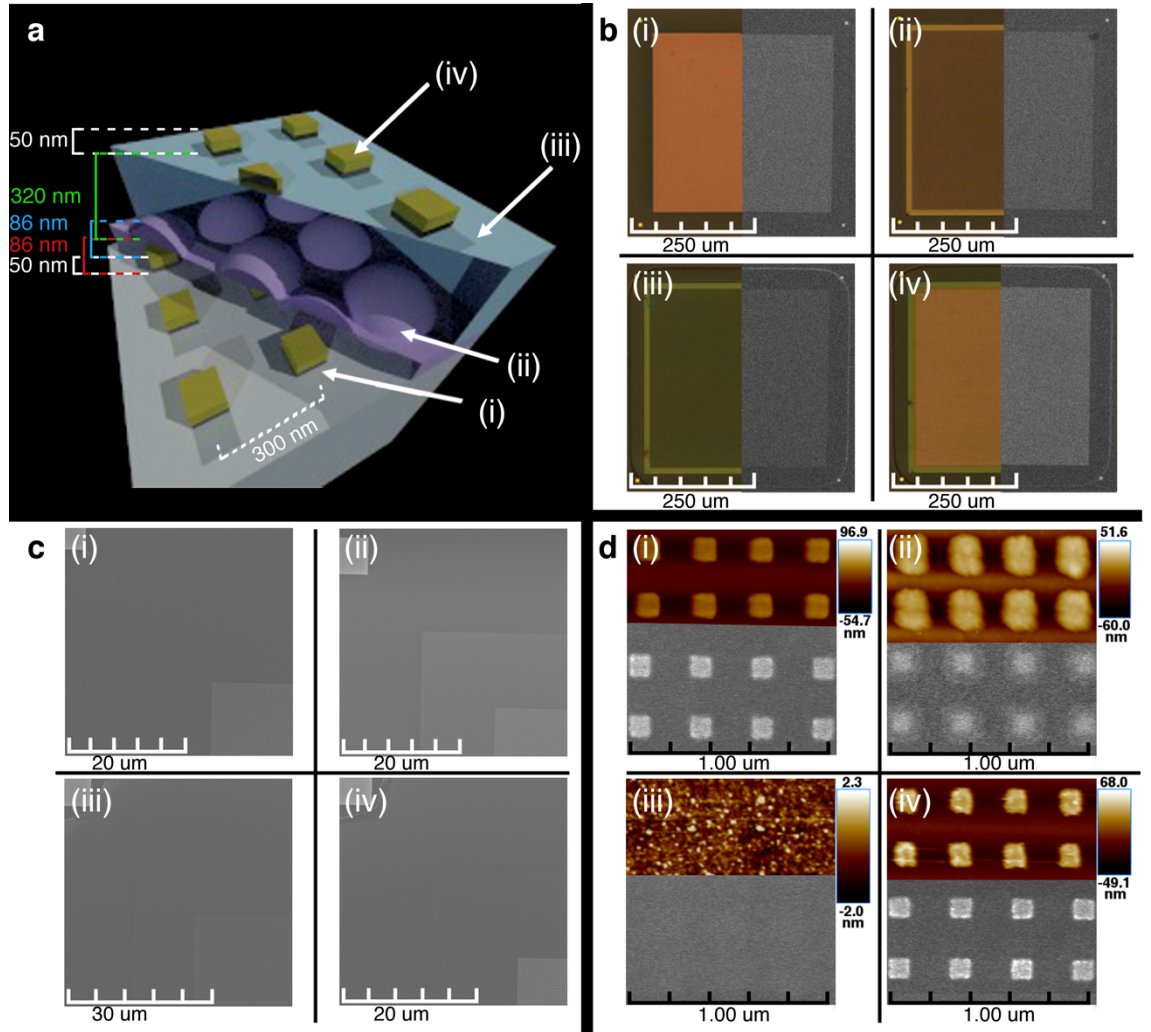 a
(iv)
50 nm
(iii)
320 nm
86 nm
86 nm
50 nm
(ii)
(i)
300 nm
b
(i)
250 um
(ii)
250 um
(iii)
250 um
(iv)
250 um
c
(i)
20 um
(ii)
20 um
(iii)
30 um
(iv)
20 um
d
(i)
96.9
-54.7
nm
1.00 um
(ii)
51.6
-60.0
nm
1.00 um
(iii)
2.3
-2.0
nm
1.00 um
(iv)
68.0
-49.1
nm
1.00 um